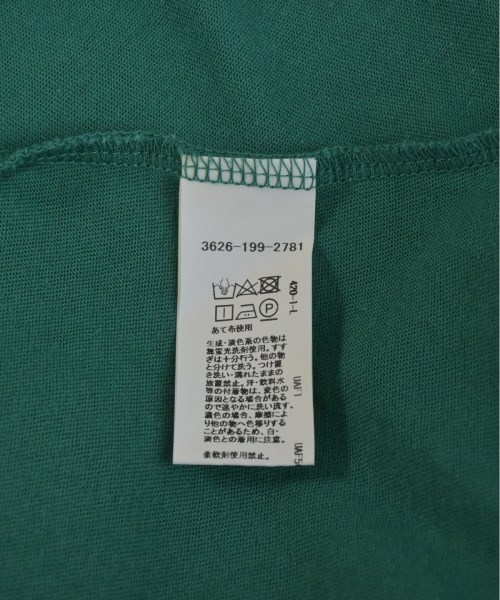 3626-199-2781
420-1-L
あて布使用
生成・淡色系の色物は
無蛍光洗剤使用。すす
ぎは十分行う。他の物
と分けて洗う。つけ置
き洗い・濡れたままの
放置禁止。汗・飲料水
等の付着物は、変色の
原因となる場合がある
ので速やかに洗い流す。
濃色の場合、摩擦によ
り他の物へ色移りする
ことがあるため、白・
淡色との着用に注意。
柔軟剤使用禁止。
UAF1